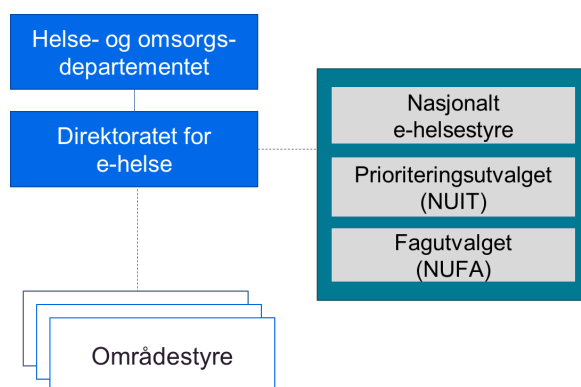 Helse- og omsorgs-
departementet
Direktoratet for
e-helse
Nasjonalt
e-helsestyre
Prioriteringsutvalget
(NUIT)
Fagutvalget
(NUFA)
Områdestyre